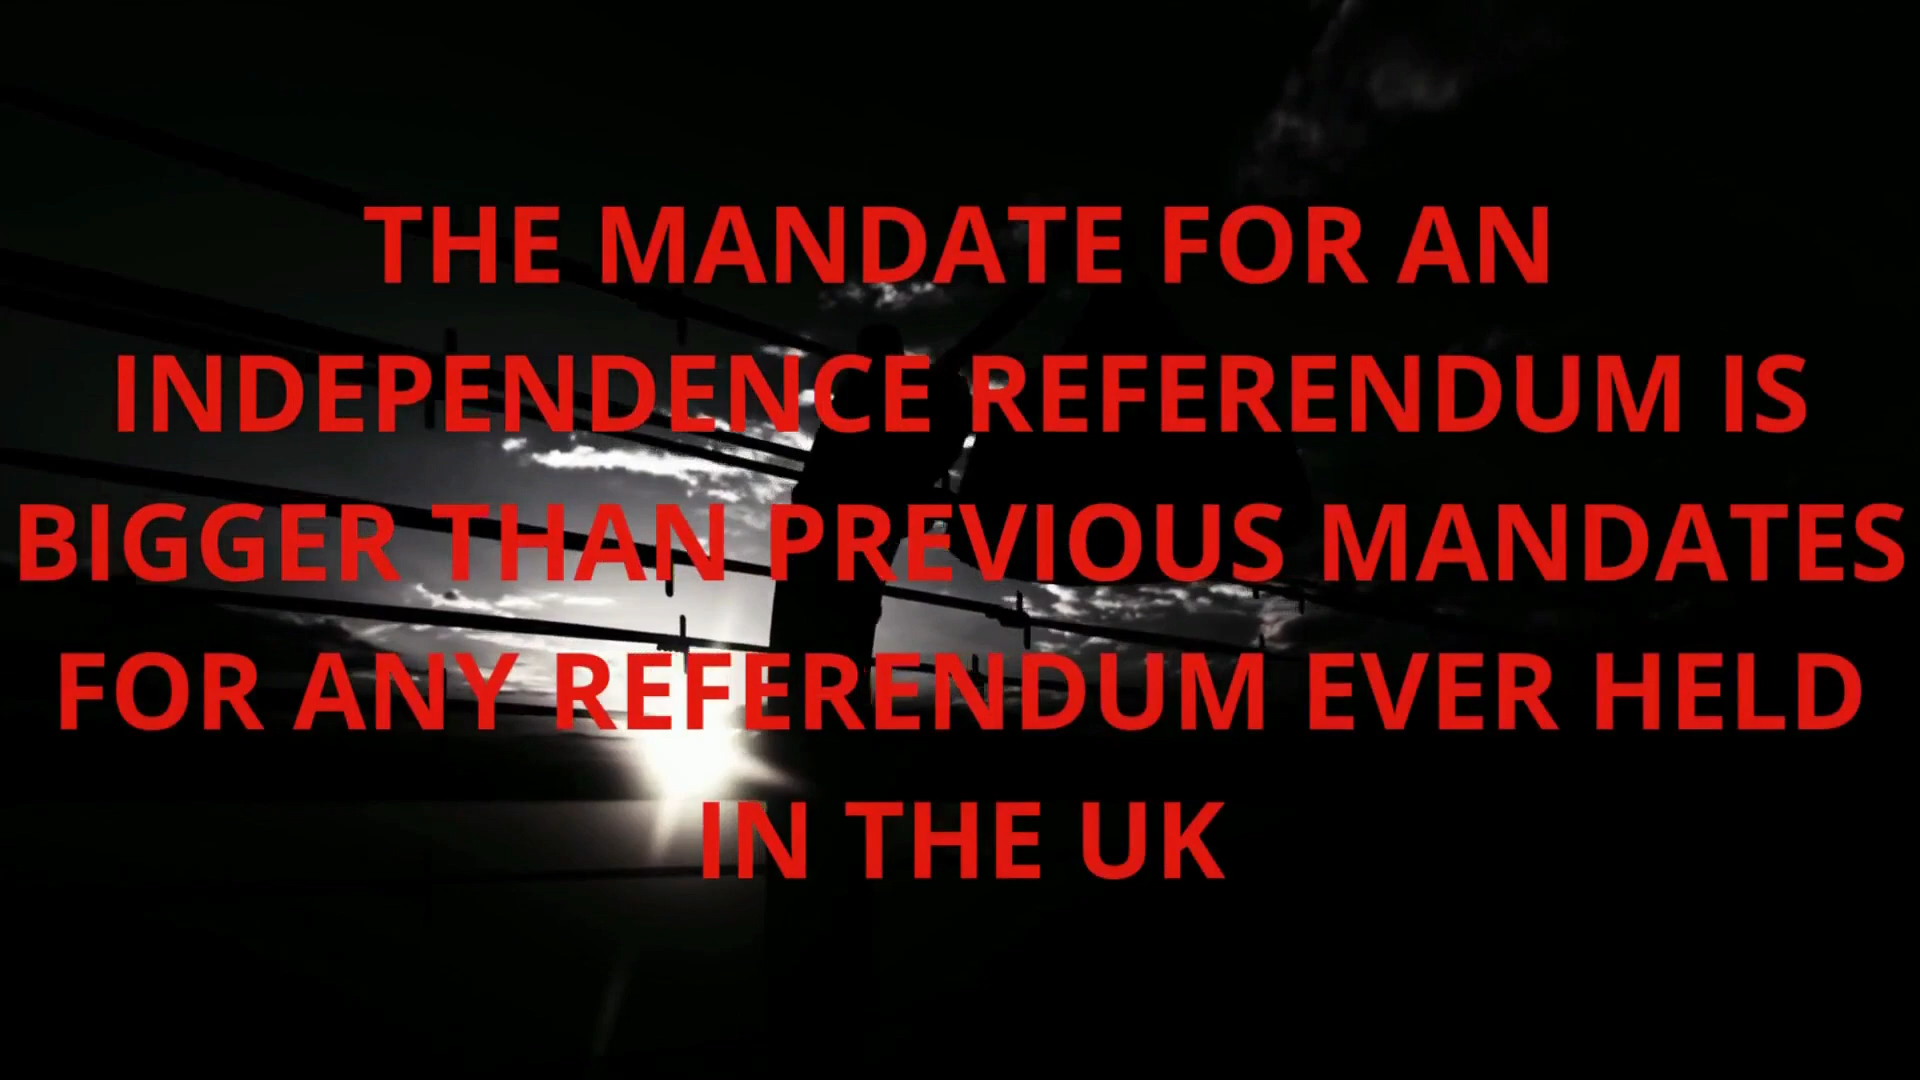 THE MANDATE FOR AN
INDEPENDENCE REFERENDUM IS
BIGGER THAN PREVIOUS MANDATES
FOR ANY REFERENDUM EVER HELD
IN THE UK